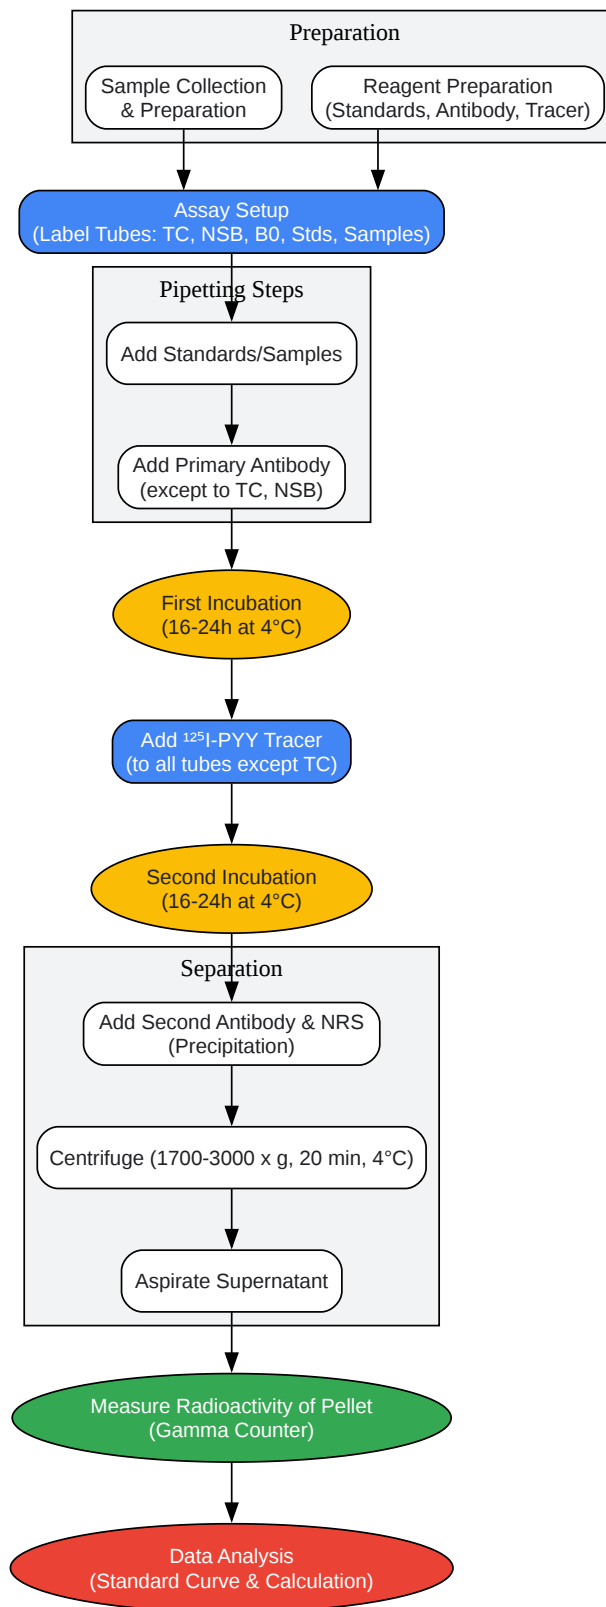 Preparation
Sample Collection
& Preparation
Reagent Preparation
(Standards, Antibody, Tracer)
Assay Setup
(Label Tubes: TC, NSB, B0, Stds, Samples)
Pipetting Steps
Add Standards/Samples
Add Primary Antibody
(except to TC, NSB)
First Incubation
(16-24h at 4°C)
Add ¹²⁵I-PYY Tracer
(to all tubes except TC)
Second Incubation
(16-24h at 4°C)
Separation
Add Second Antibody & NRS
(Precipitation)
Centrifuge (1700-3000 x g, 20 min, 4°C)
Aspirate Supernatant
Measure Radioactivity of Pellet
(Gamma Counter)
Data Analysis
(Standard Curve & Calculation)